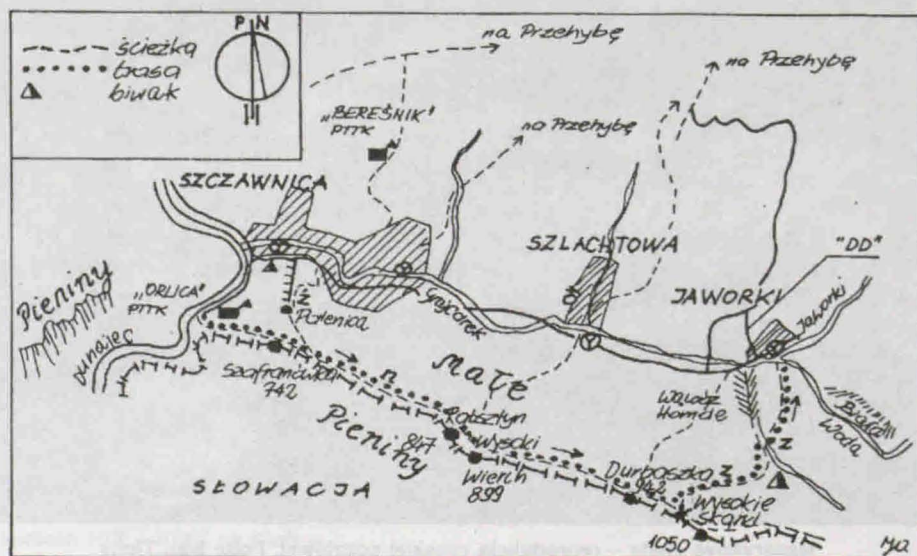 P N
ścieżka
trasa
biwak
na Przehybę
na Przehybę
na Przehybę
„BEREŚNIK"
PTTK
SZCZAWNICA
SZLACHTOWA
"DD"
JAWORKI
Jaworki
Pieniny
„ORLICA"
PTTK
Dunajec
Ż
Palenica
Grajcarek
Szafranówka
742
n
Małe
Pieniny
Rabsztyn
847
Wysoki
Wierch
899
Wąwóz
Homole
Biała
Woda
Durbaszka
942
Z
Z
Wysokie
Skałki
1050
SŁOWACJA